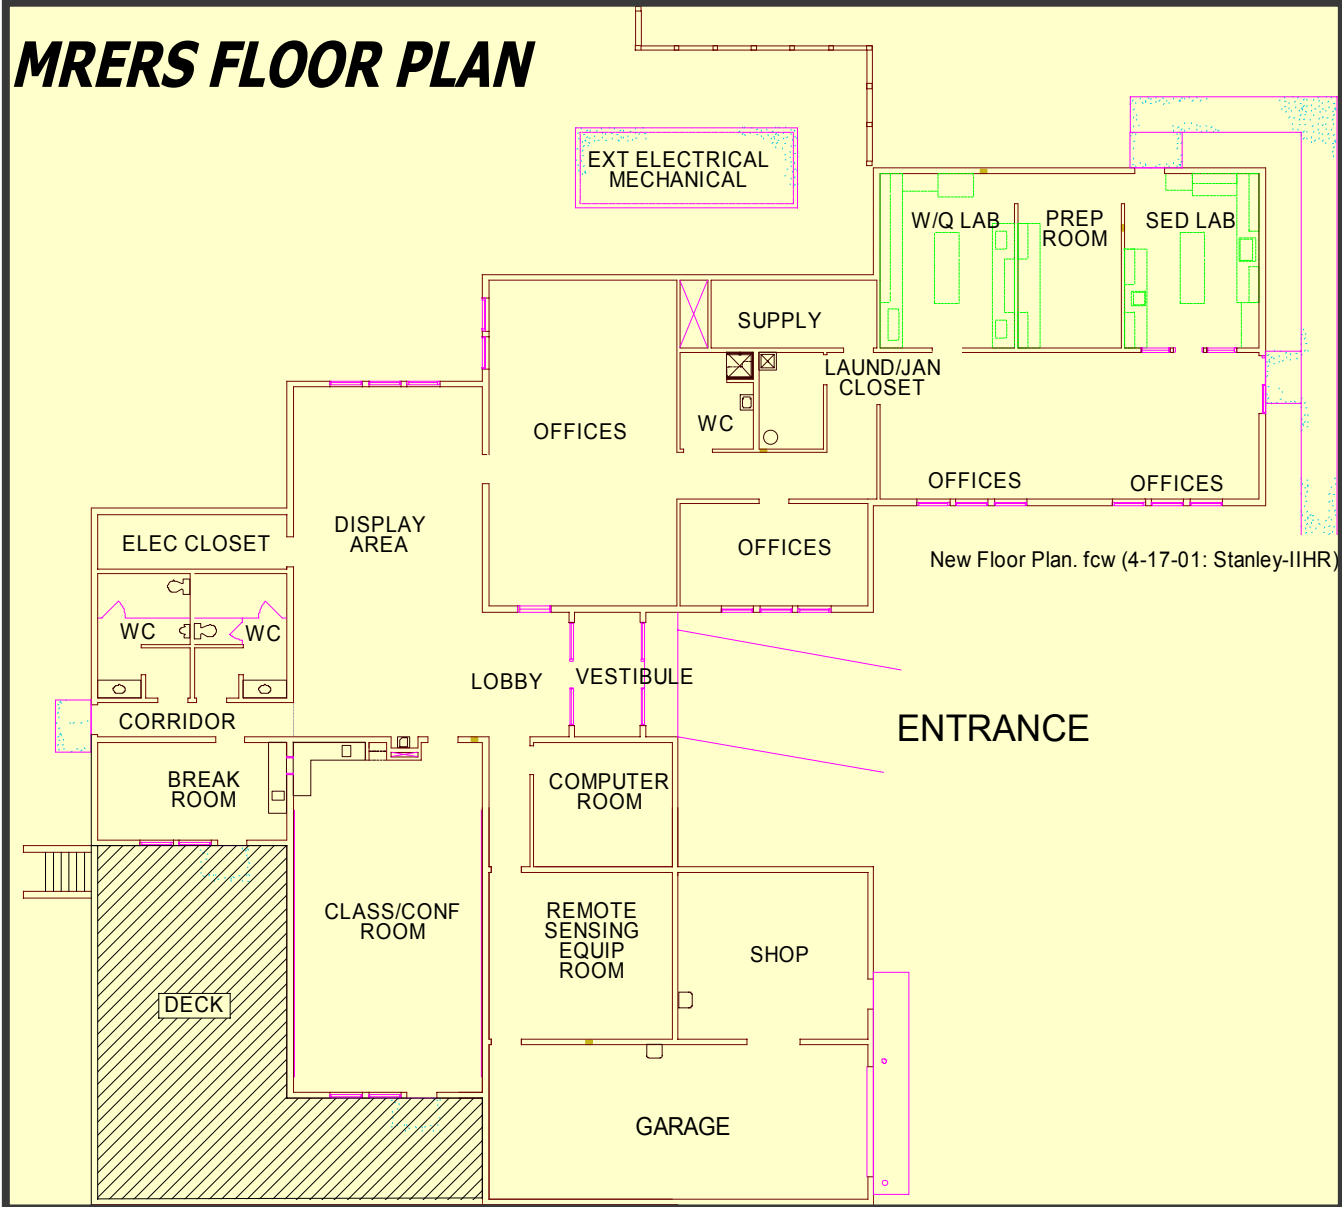 MRERS FLOOR PLAN
EXT ELECTRICAL
MECHANICAL
W/Q LAB
PREP
ROOM
SED LAB
SUPPLY
LAUND/JAN
CLOSET
WC
OFFICES
OFFICES
OFFICES
DISPLAY
AREA
ELEC CLOSET
OFFICES
New Floor Plan. fcw (4-17-01: Stanley-IIHR)
WC
WC
LOBBY
VESTIBULE
CORRIDOR
ENTRANCE
BREAK
ROOM
COMPUTER
ROOM
CLASS/CONF
ROOM
REMOTE
SENSING
EQUIP
ROOM
SHOP
DECK
GARAGE